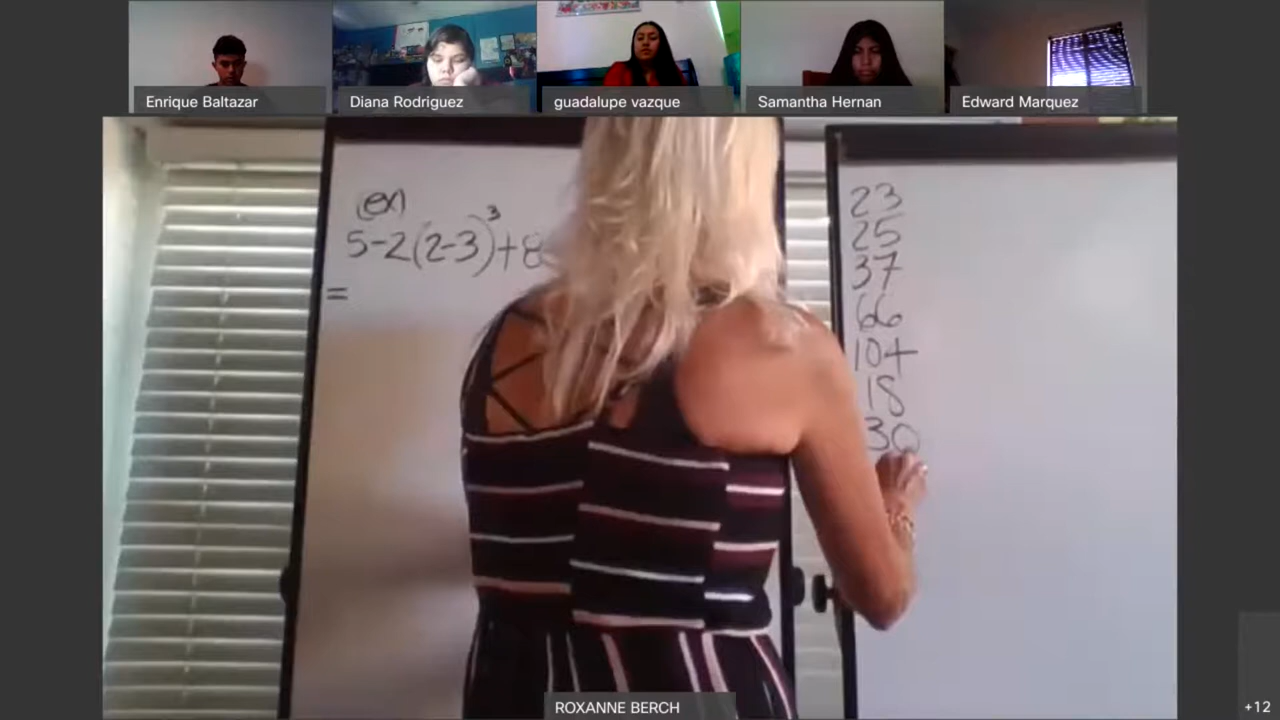 Enrique Baltazar
Diana Rodriguez
guadalupe vazque
Samantha Hernan
Edward Marquez
(ex)
5-2(2-3)³+8
=
23
25
37
66
104
18
30
ROXANNE BERCH
+12